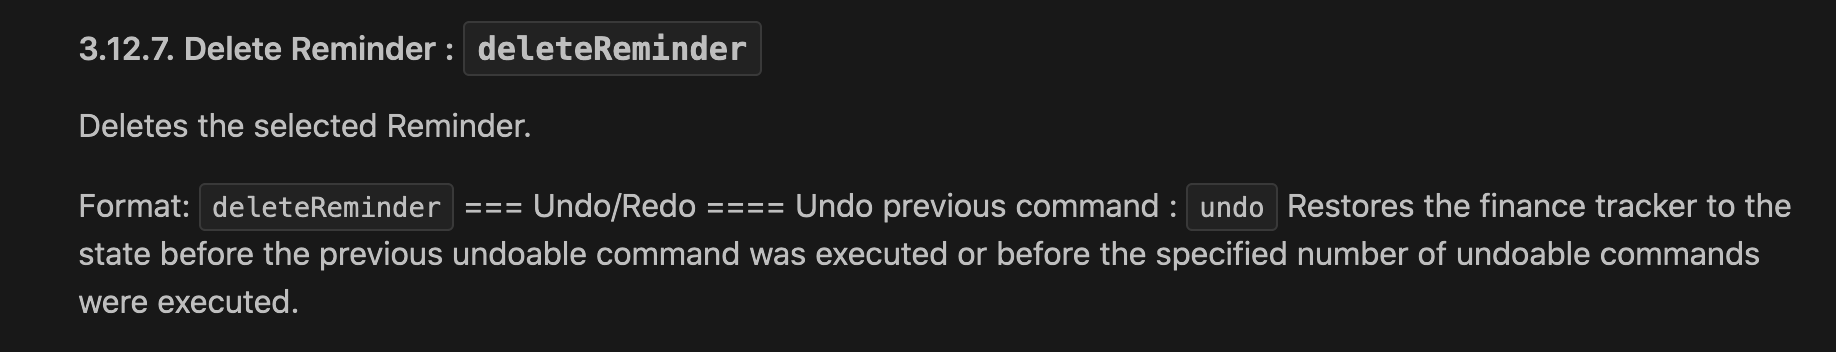 3.12.7. Delete Reminder : deleteReminder
Deletes the selected Reminder.
Format: deleteReminder === Undo/Redo ==== Undo previous command : undo Restores the finance tracker to the
state before the previous undoable command was executed or before the specified number of undoable commands
were executed.